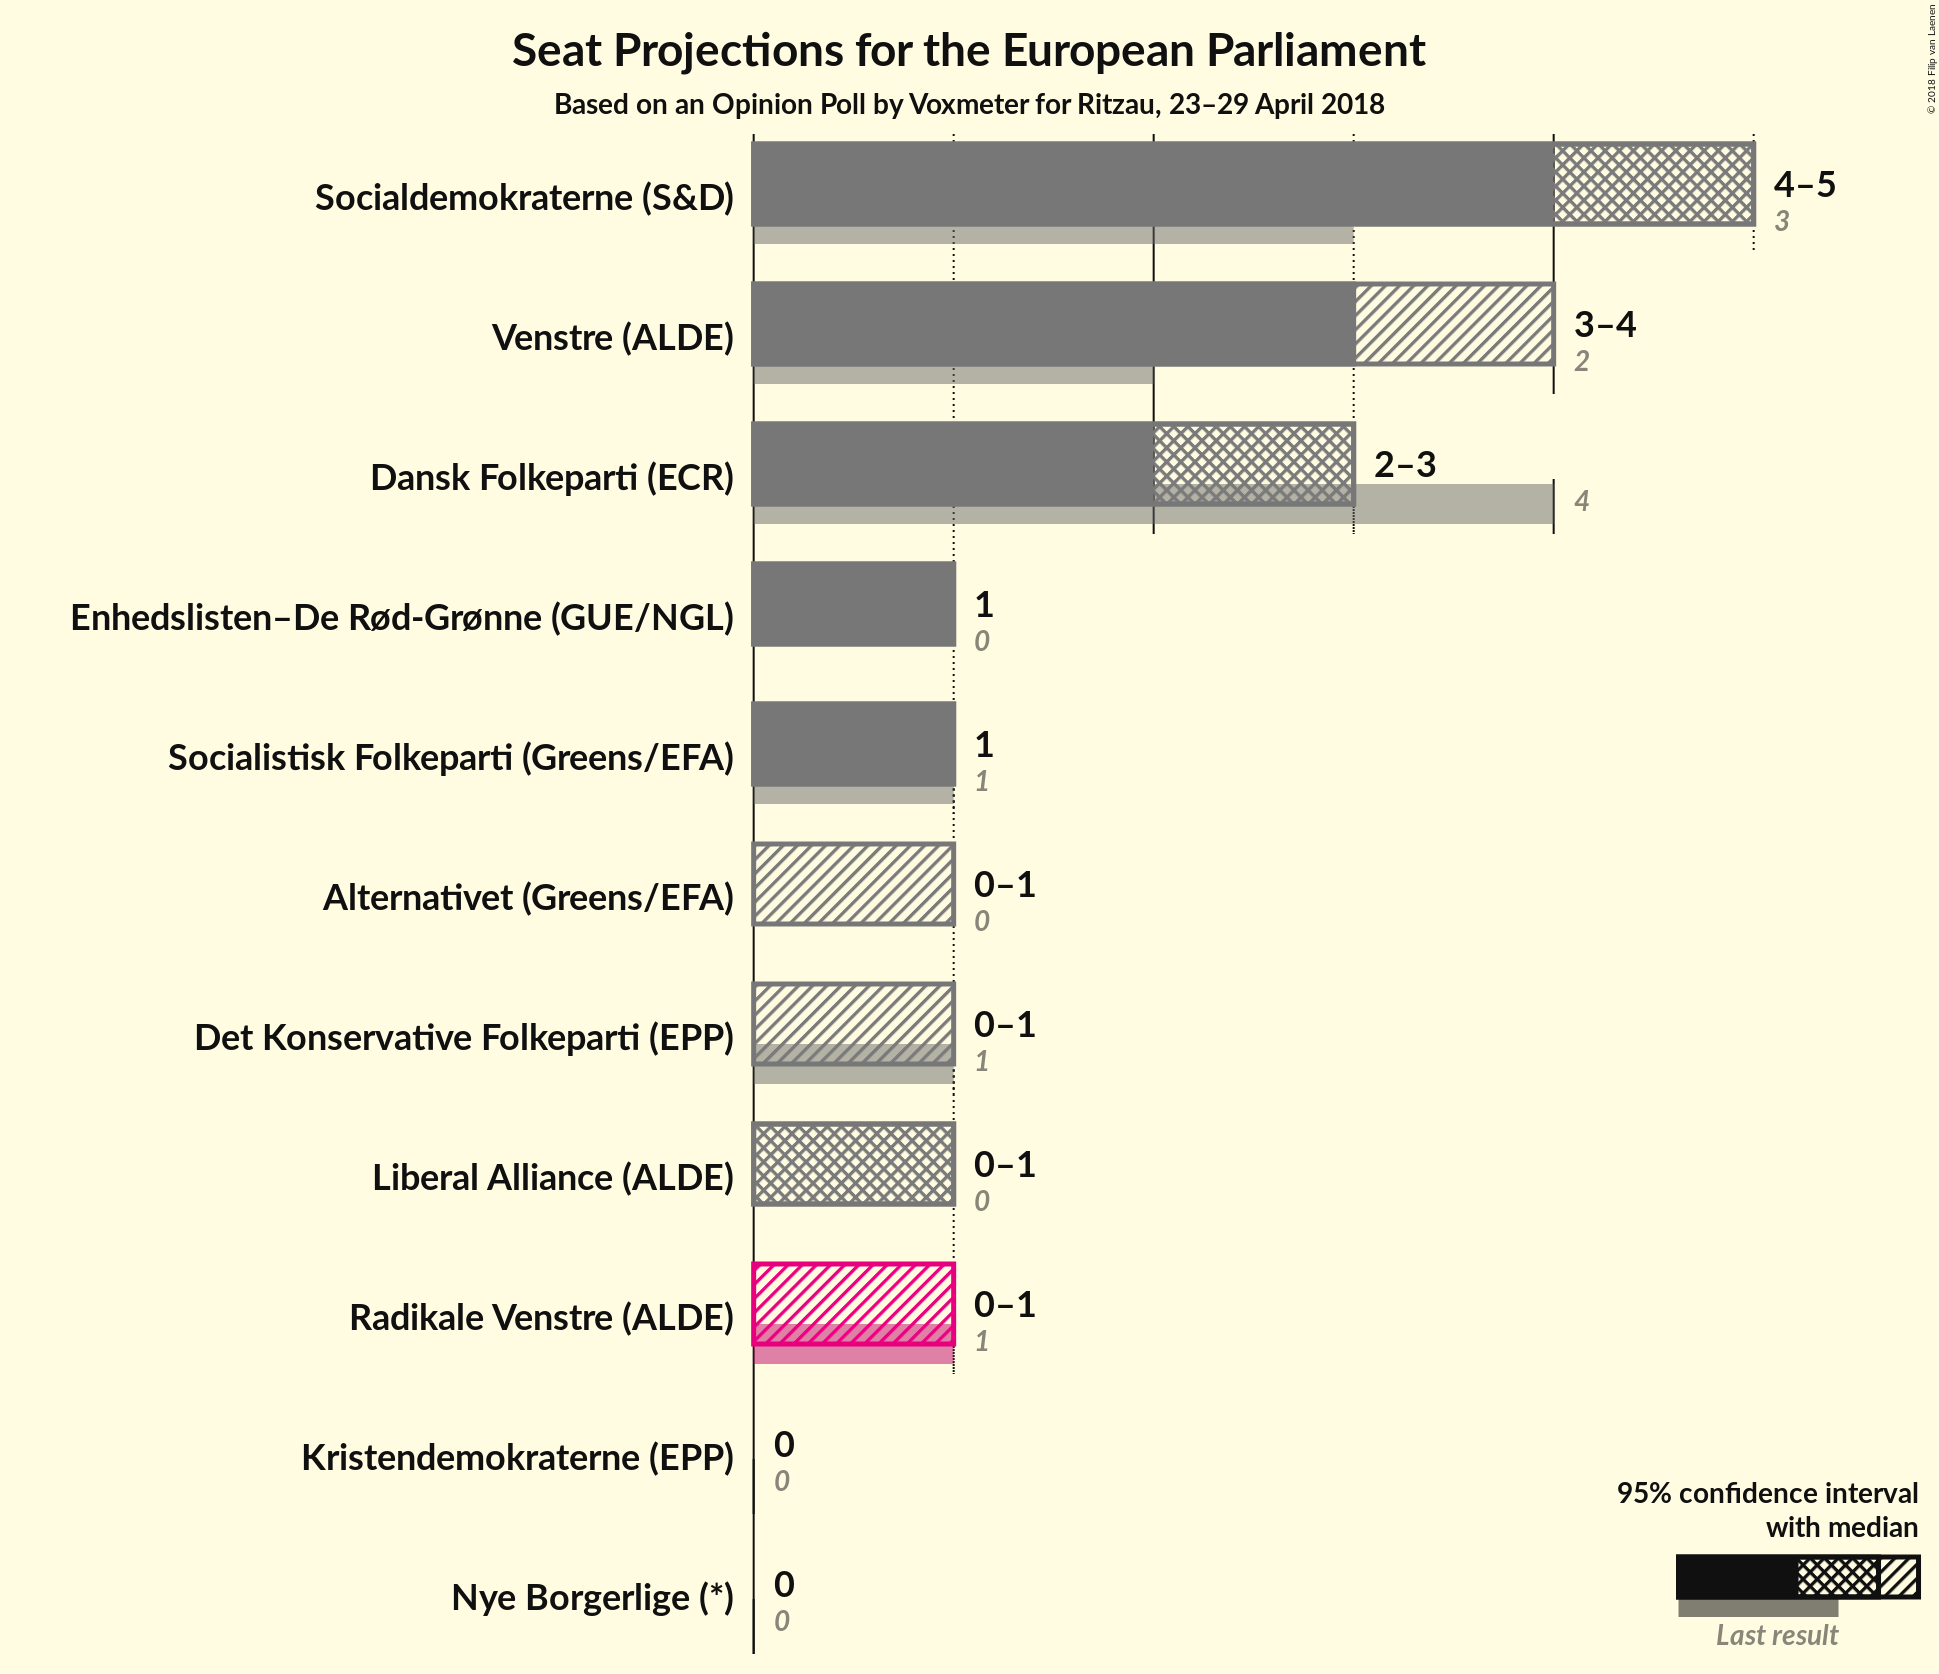 Seat Projections for the European Parliament
Based on an Opinion Poll by Voxmeter for Ritzau, 23–29 April 2018
© 2018 Filip van Laenen
Socialdemokraterne (S&D)
4–5
3
Venstre (ALDE)
3–4
2
Dansk Folkeparti (ECR)
2–3
4
Enhedslisten–De Rød-Grønne (GUE/NGL)
1
0
Socialistisk Folkeparti (Greens/EFA)
1
1
Alternativet (Greens/EFA)
0–1
0
Det Konservative Folkeparti (EPP)
0–1
1
Liberal Alliance (ALDE)
0–1
0
Radikale Venstre (ALDE)
0–1
1
Kristendemokraterne (EPP)
0
0
Nye Borgerlige (*)
0
0
95% confidence interval
with median
Last result